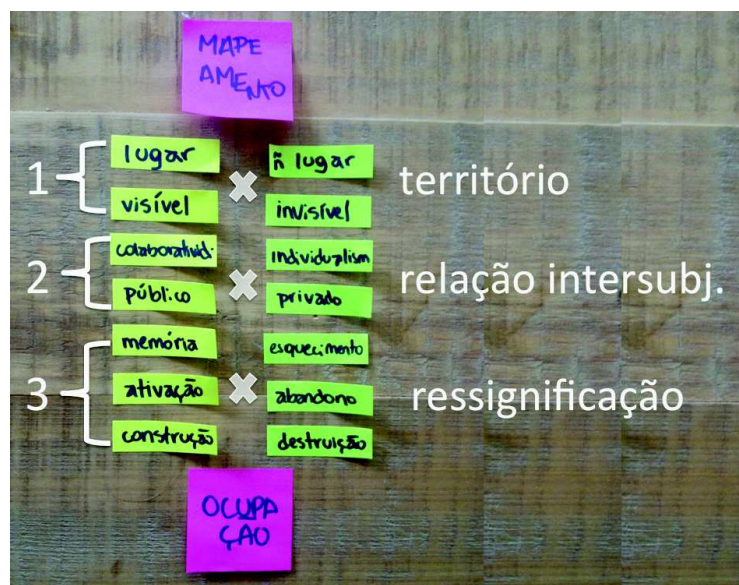 MAPE
AMENTO
1
lugar
ñ lugar
território
visível
invisível
2
colaborativid.
individualism
relação intersubj.
público
privado
3
memória
esquecimento
ativação
abandono
ressignificação
construção
destruição
OCUPA
ÇÃO